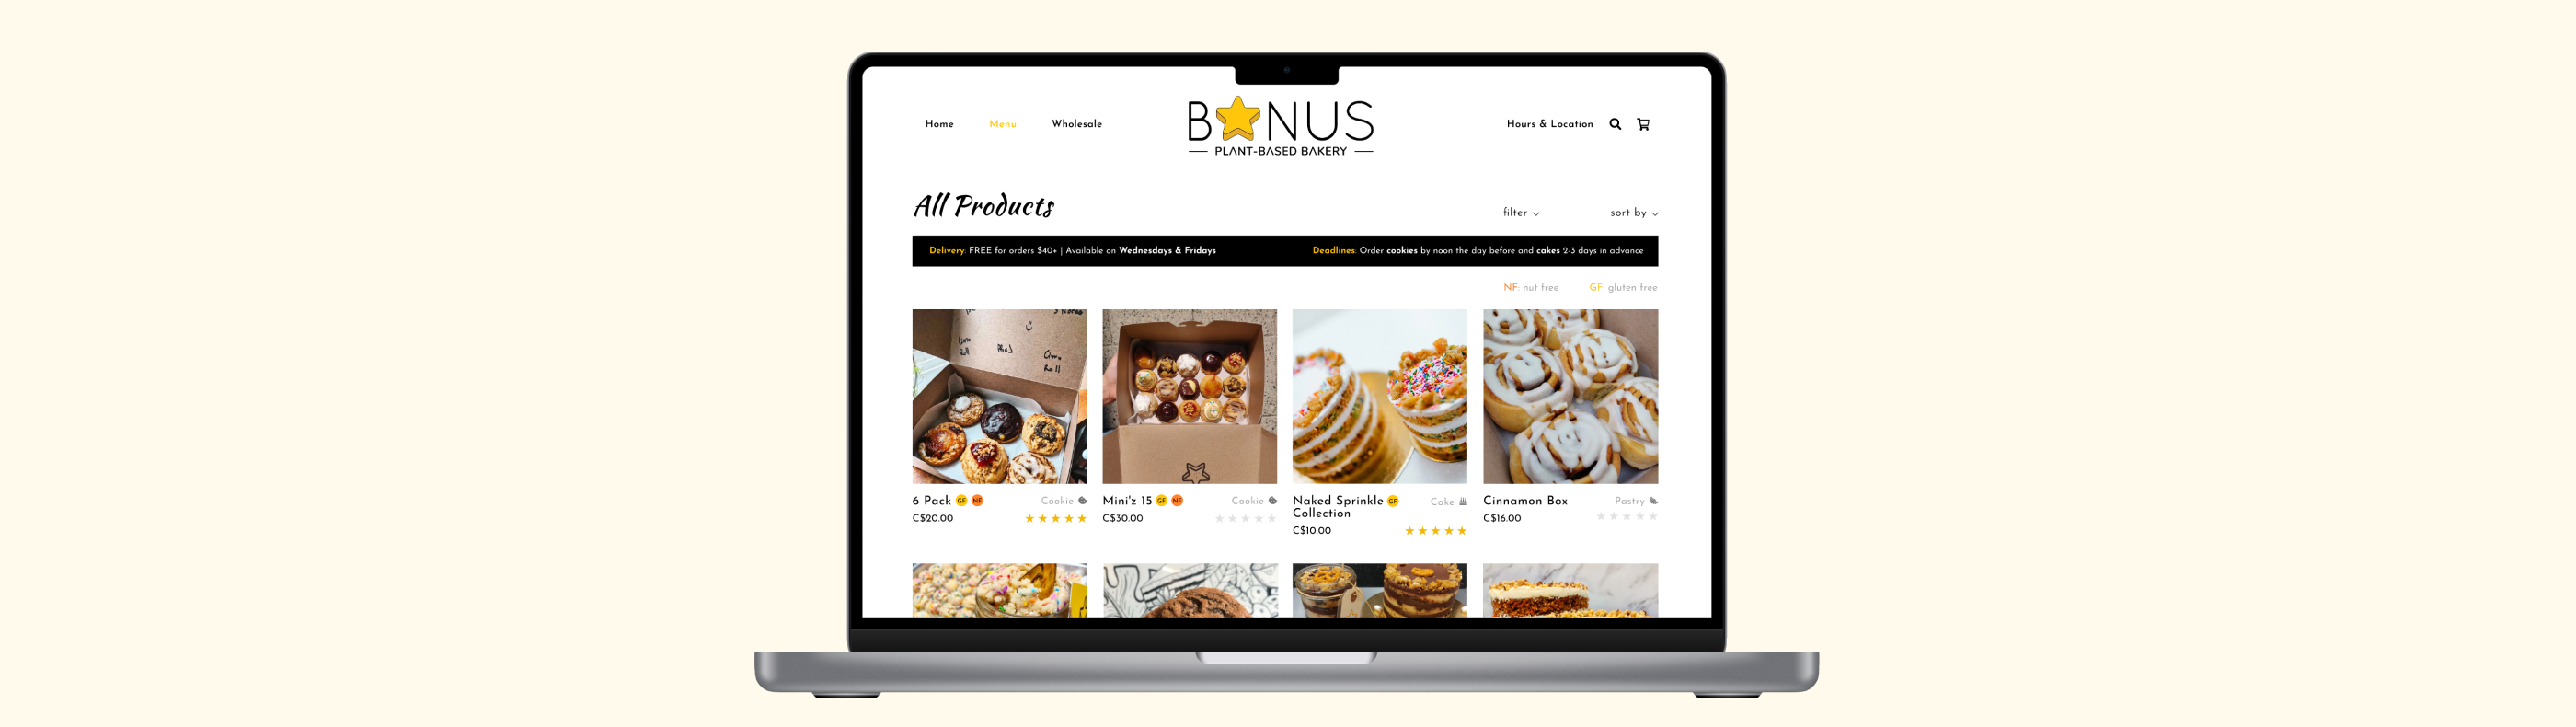 Home
Menu
Wholesale
BONUS
PLANT-BASED BAKERY
Hours & Location
All Products
filter
sort by
Delivery: FREE for orders $40+ | Available on Wednesdays & Fridays
Deadlines: Order cookies by noon the day before and cakes 2-3 days in advance
NF: nut free
GF: gluten free
6 Pack GF NF
Cookie
C$20.00
Mini'z 15 GF NF
Cookie
C$30.00
Naked Sprinkle GF
Collection
Cake
C$10.00
Cinnamon Box
Pastry
C$16.00